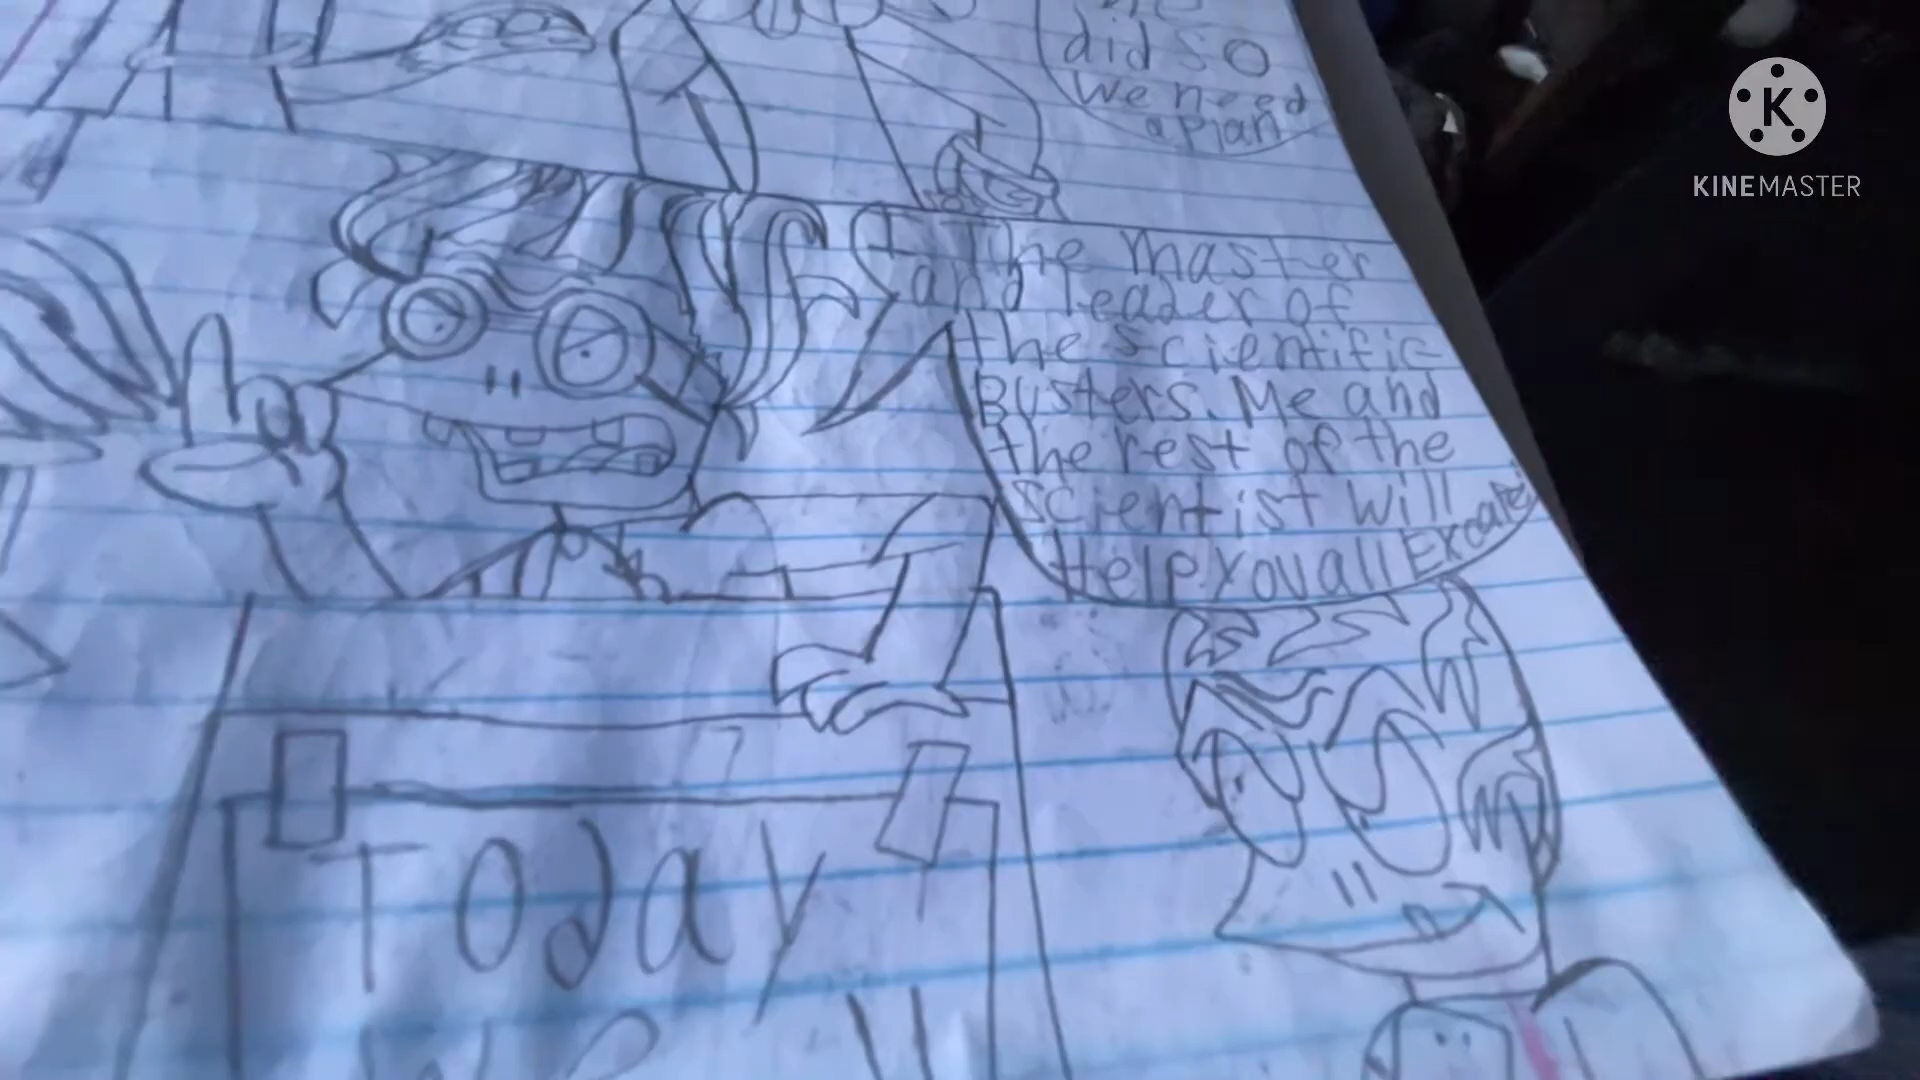 did so
we need
a plan
I The master
and leader of
the scientific
Busters. Me and
the rest of the
scientist will
Help. You all
Today
KINEMASTER